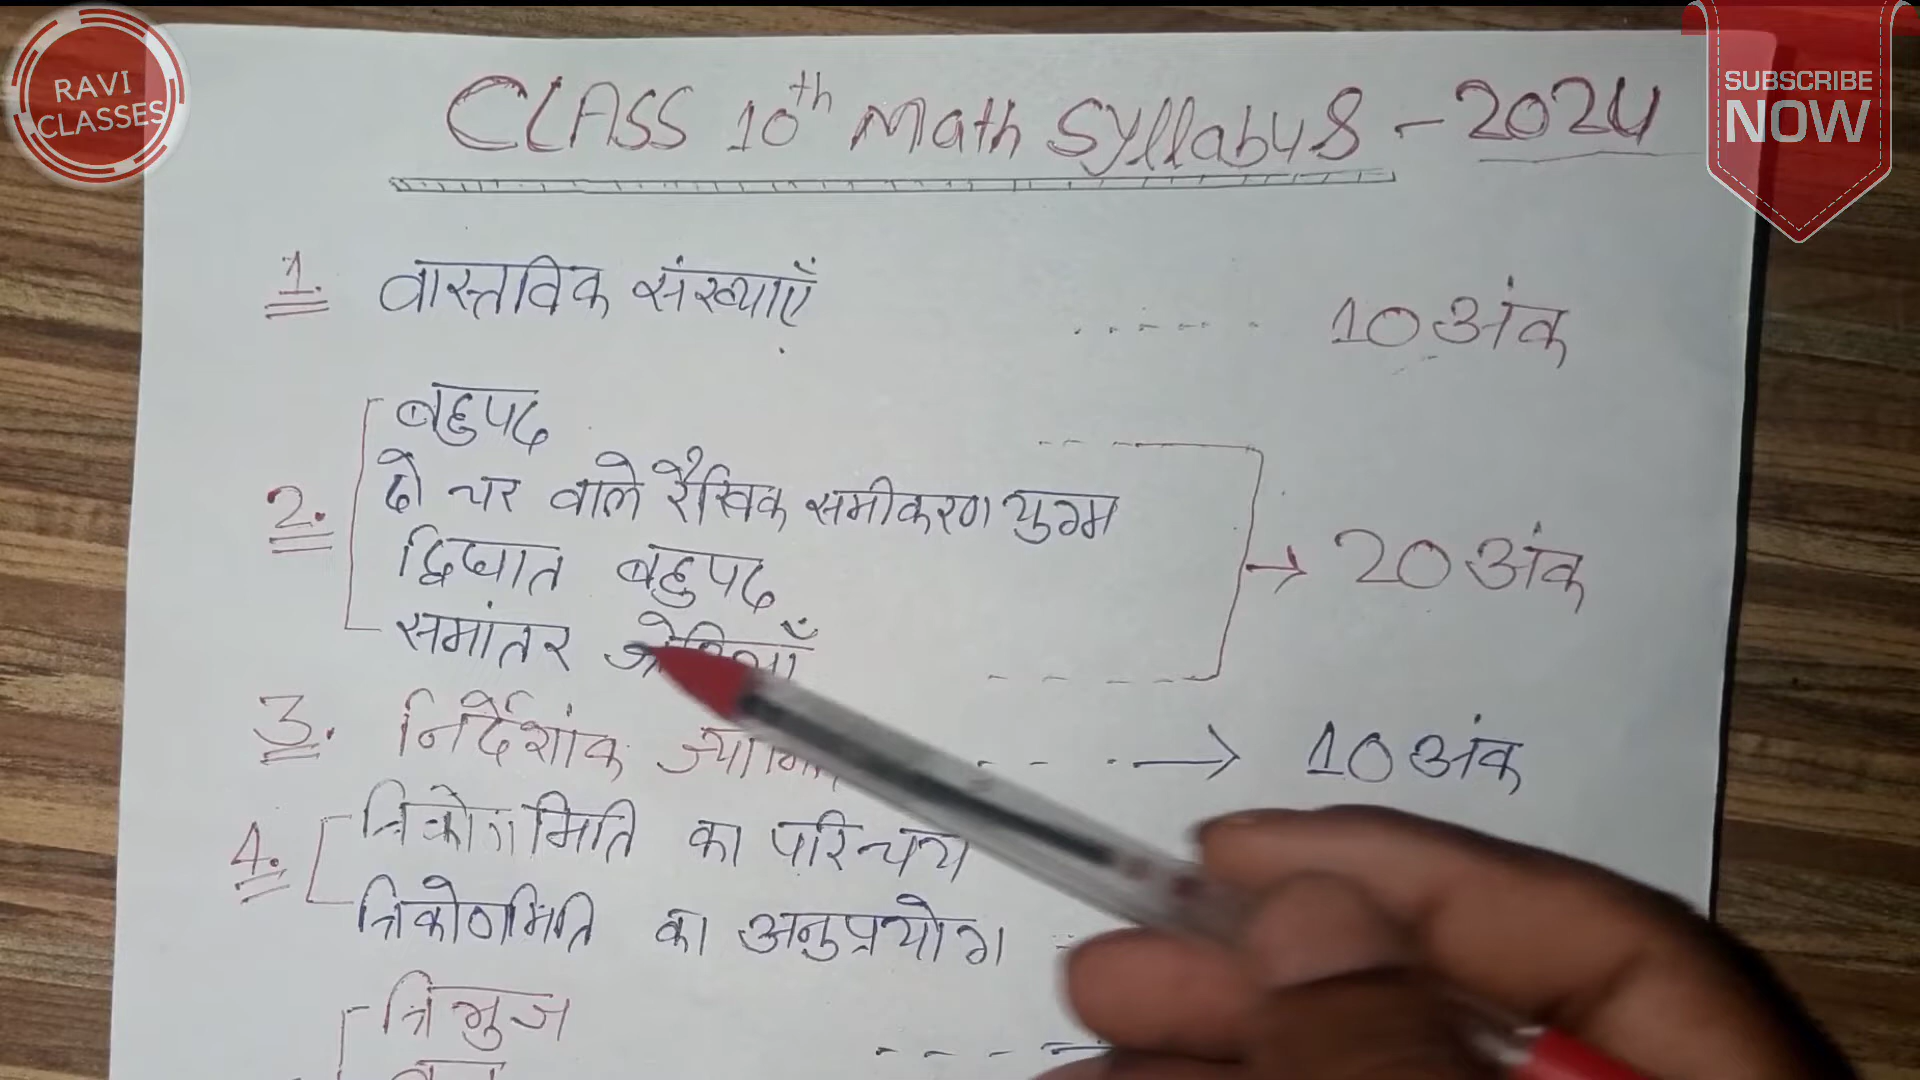 RAVI
CLASSES
SUBSCRIBE
NOW
CLASS 10th Math Syllabus - 2024
1. वास्तविक संख्याएँ ...... 10 अंक
बहुपद
2. दो चर वाले रैखिक समीकरण युग्म
द्विघात बहुपद → 20 अंक
समांतर
3. निर्देशांक → 10 अंक
4. त्रिकोणमिति का परिचय
त्रिकोणमिति का अनुप्रयोग
त्रिभुज